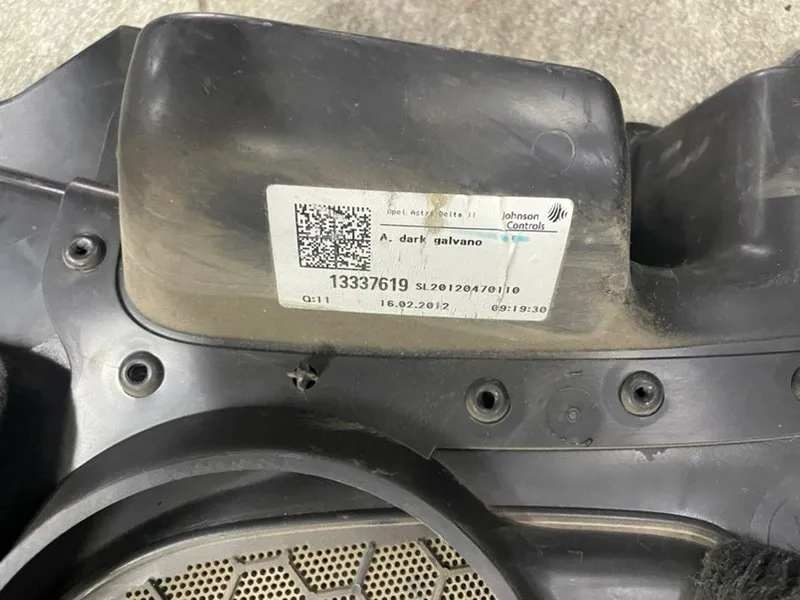 Opel Astra Delta II
Johnson
Controls
A. dark galvano
13337619 SL20120470110
Q:11 16.02.2012 09:19:30